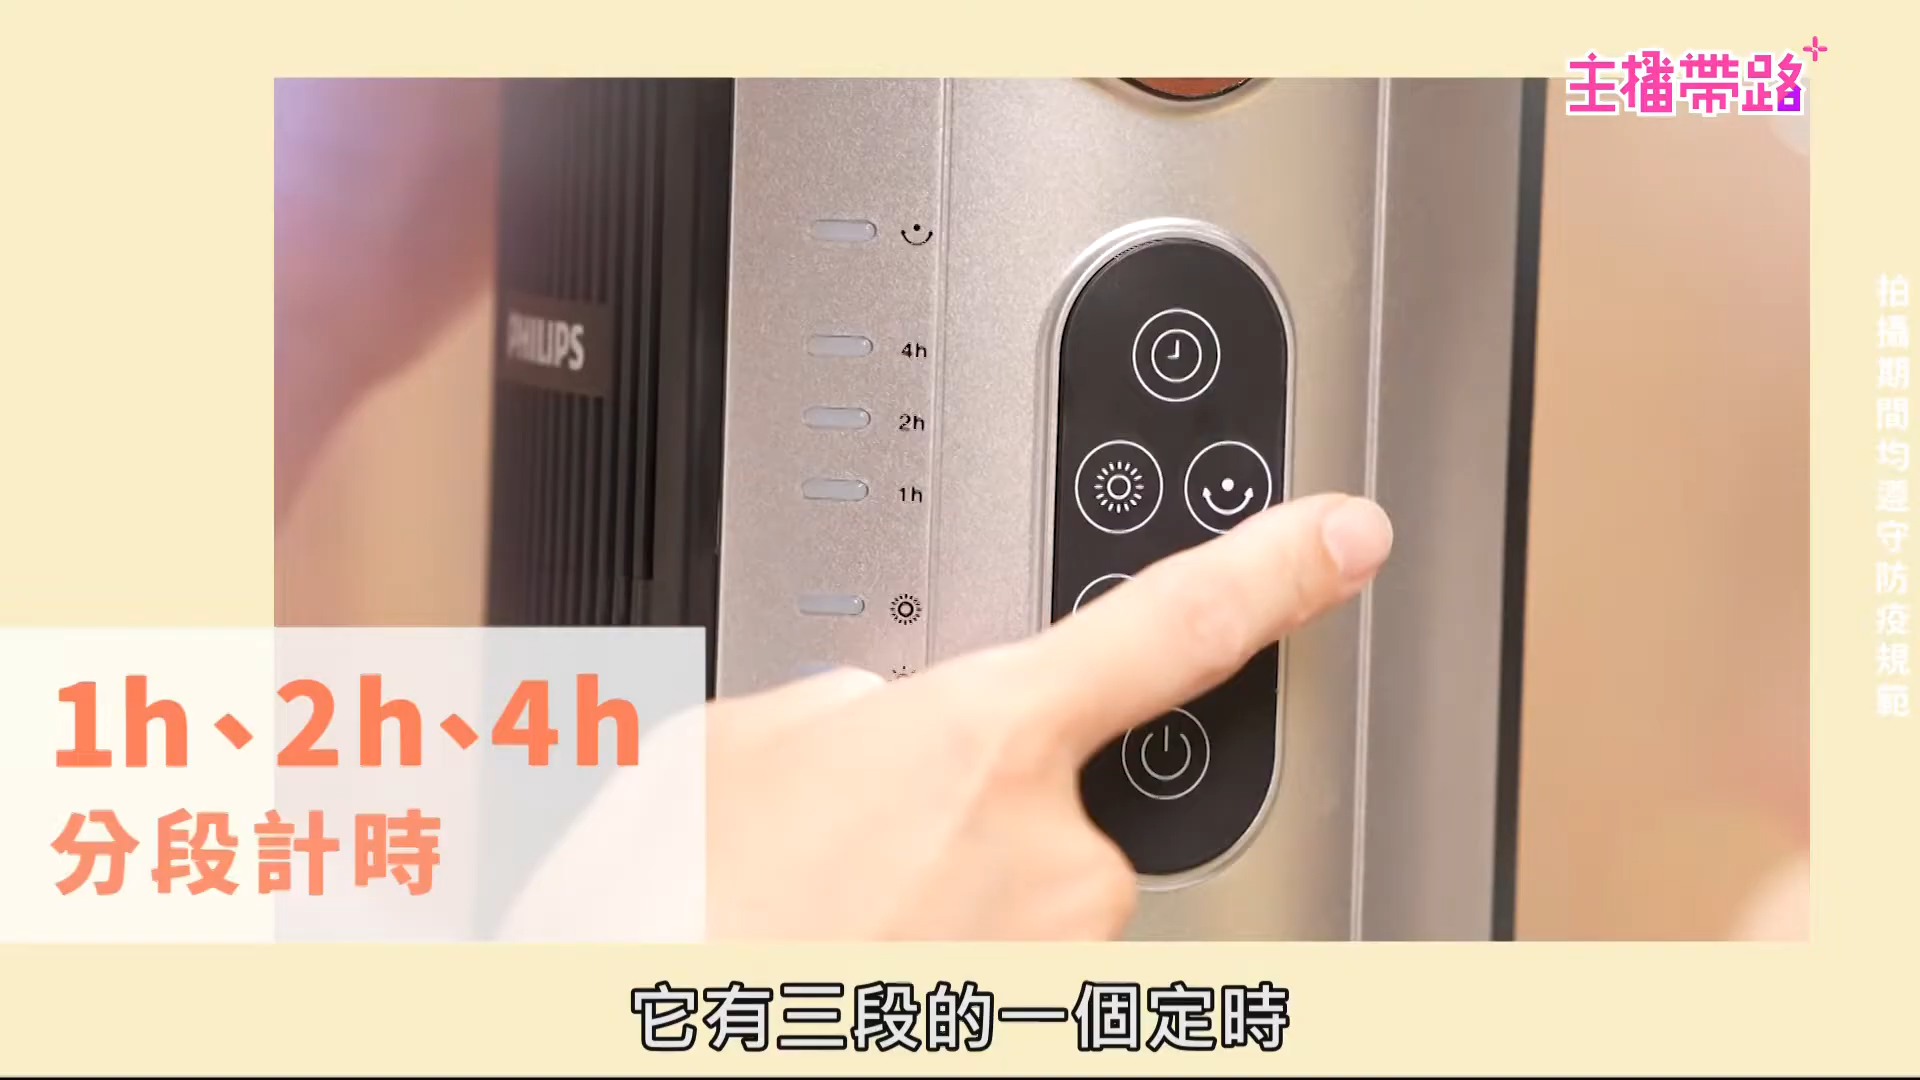 主播帶路
PHILIPS
4h
2h
1h
拍攝期間均遵守防疫規範
1h、2h、4h
分段計時
它有三段的一個定時